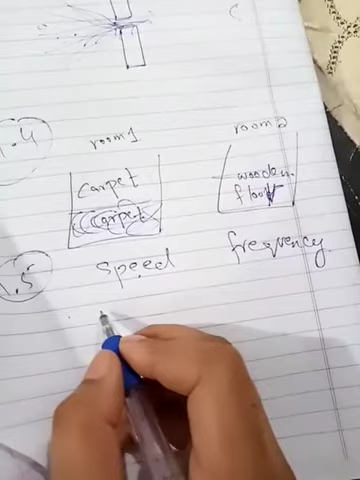 1.4
room 1
room 2
Carpet
Carpet
wooden
floor
1.5
speed
frequency